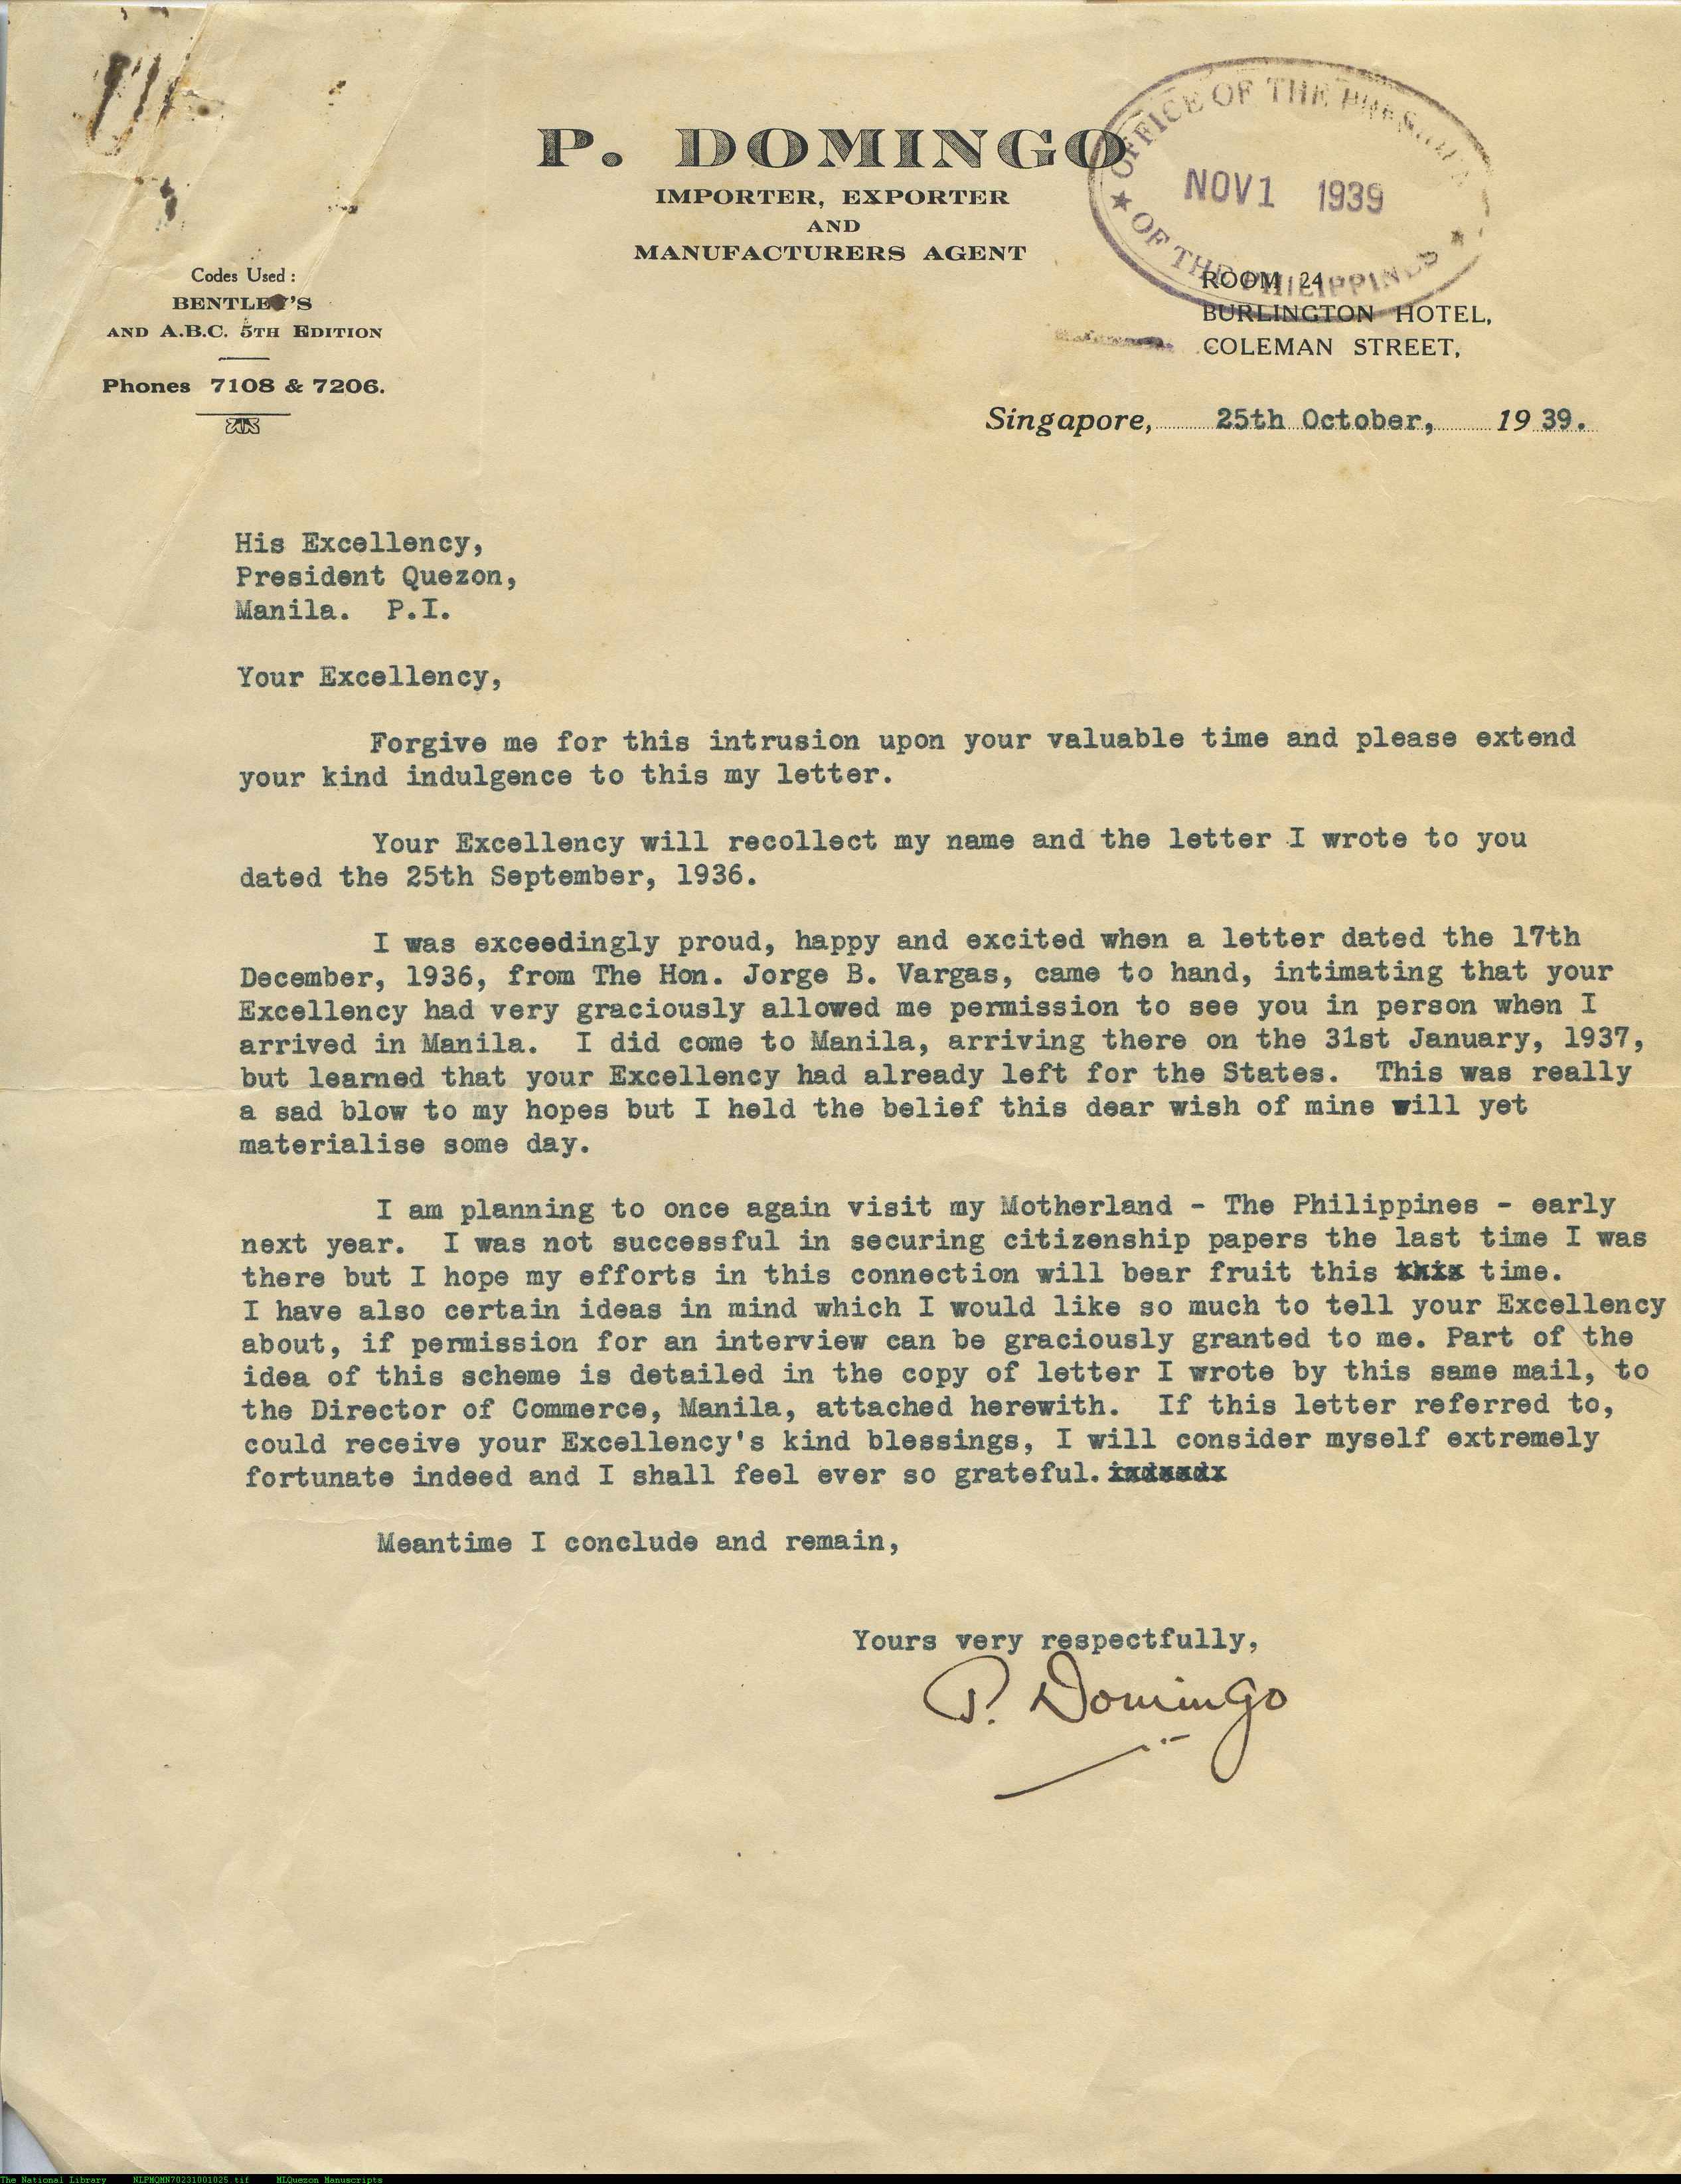 P. DOMINGO
IMPORTER, EXPORTER
AND
MANUFACTURERS AGENT
OFFICE OF THE PRESIDENT
NOV 1 1939
OF THE PHILIPPINES
Codes Used :
BENTLEY'S
AND A.B.C. 5TH EDITION
Phones 7108 & 7206.
ROOM 24
BURLINGTON HOTEL,
COLEMAN STREET,
Singapore, 25th October, 1939.
His Excellency,
President Quezon,
Manila. P.I.
Your Excellency,
Forgive me for this intrusion upon your valuable time and please extend
your kind indulgence to this my letter.
Your Excellency will recollect my name and the letter I wrote to you
dated the 25th September, 1936.
I was exceedingly proud, happy and excited when a letter dated the 17th
December, 1936, from The Hon. Jorge B. Vargas, came to hand, intimating that your
Excellency had very graciously allowed me permission to see you in person when I
arrived in Manila. I did come to Manila, arriving there on the 31st January, 1937,
but learned that your Excellency had already left for the States. This was really
a sad blow to my hopes but I held the belief this dear wish of mine will yet
materialise some day.
I am planning to once again visit my Motherland - The Philippines - early
next year. I was not successful in securing citizenship papers the last time I was
there but I hope my efforts in this connection will bear fruit this time.
I have also certain ideas in mind which I would like so much to tell your Excellency
about, if permission for an interview can be graciously granted to me. Part of the
idea of this scheme is detailed in the copy of letter I wrote by this same mail, to
the Director of Commerce, Manila, attached herewith. If this letter referred to,
could receive your Excellency's kind blessings, I will consider myself extremely
fortunate indeed and I shall feel ever so grateful.
Meantime I conclude and remain,
Yours very respectfully,
P. Domingo
The National Library NLPMQMN70231001025.tif MLQuezon Manuscripts